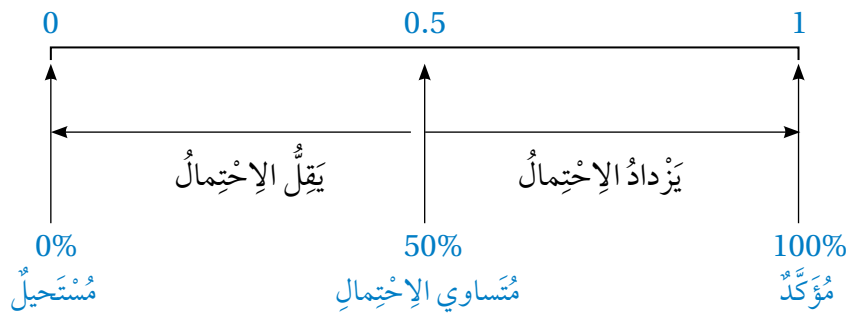 0 0.5 1
يَقِلُّ الِاحْتِمالُ يَزْدادُ الِاحْتِمالُ
0% 50% 100%
مُسْتَحيلٌ مُتَساوي الِاحْتِمالِ مُؤَكَّدٌ